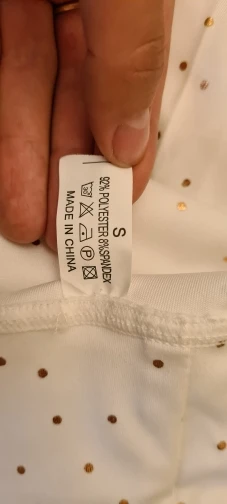 S
92% POLYESTER 8%SPANDEX
MADE IN CHINA